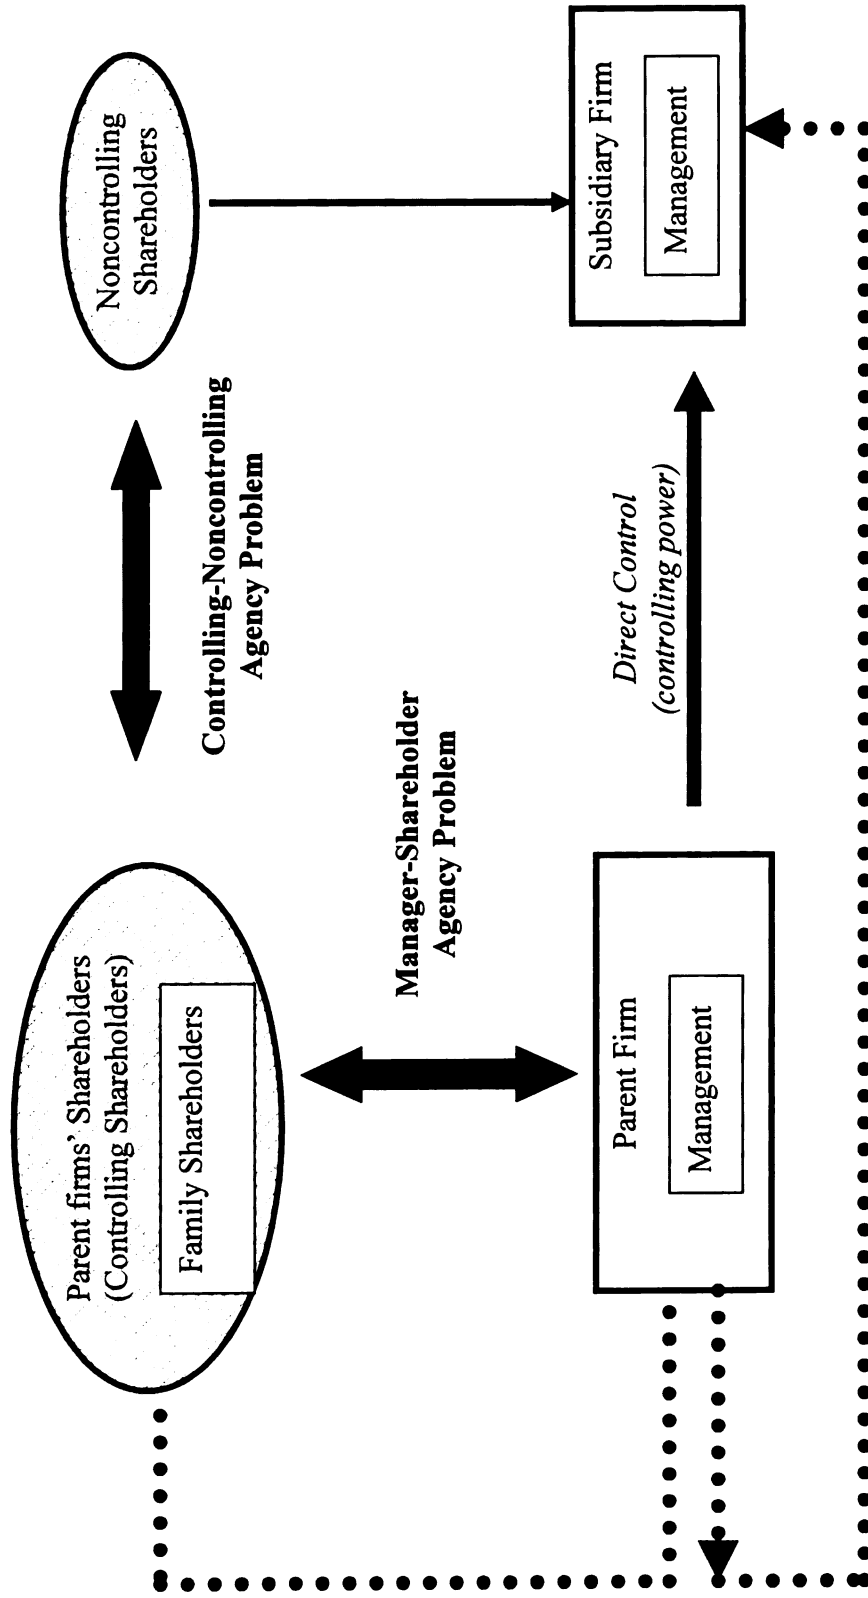 Parent firms’ Shareholders
(Controlling Shareholders)
Family Shareholders
Noncontrolling
Shareholders
Controlling-Noncontrolling
Agency Problem
Manager-Shareholder
Agency Problem
Parent Firm
Management
Direct Control
(controlling power)
Subsidiary Firm
Management